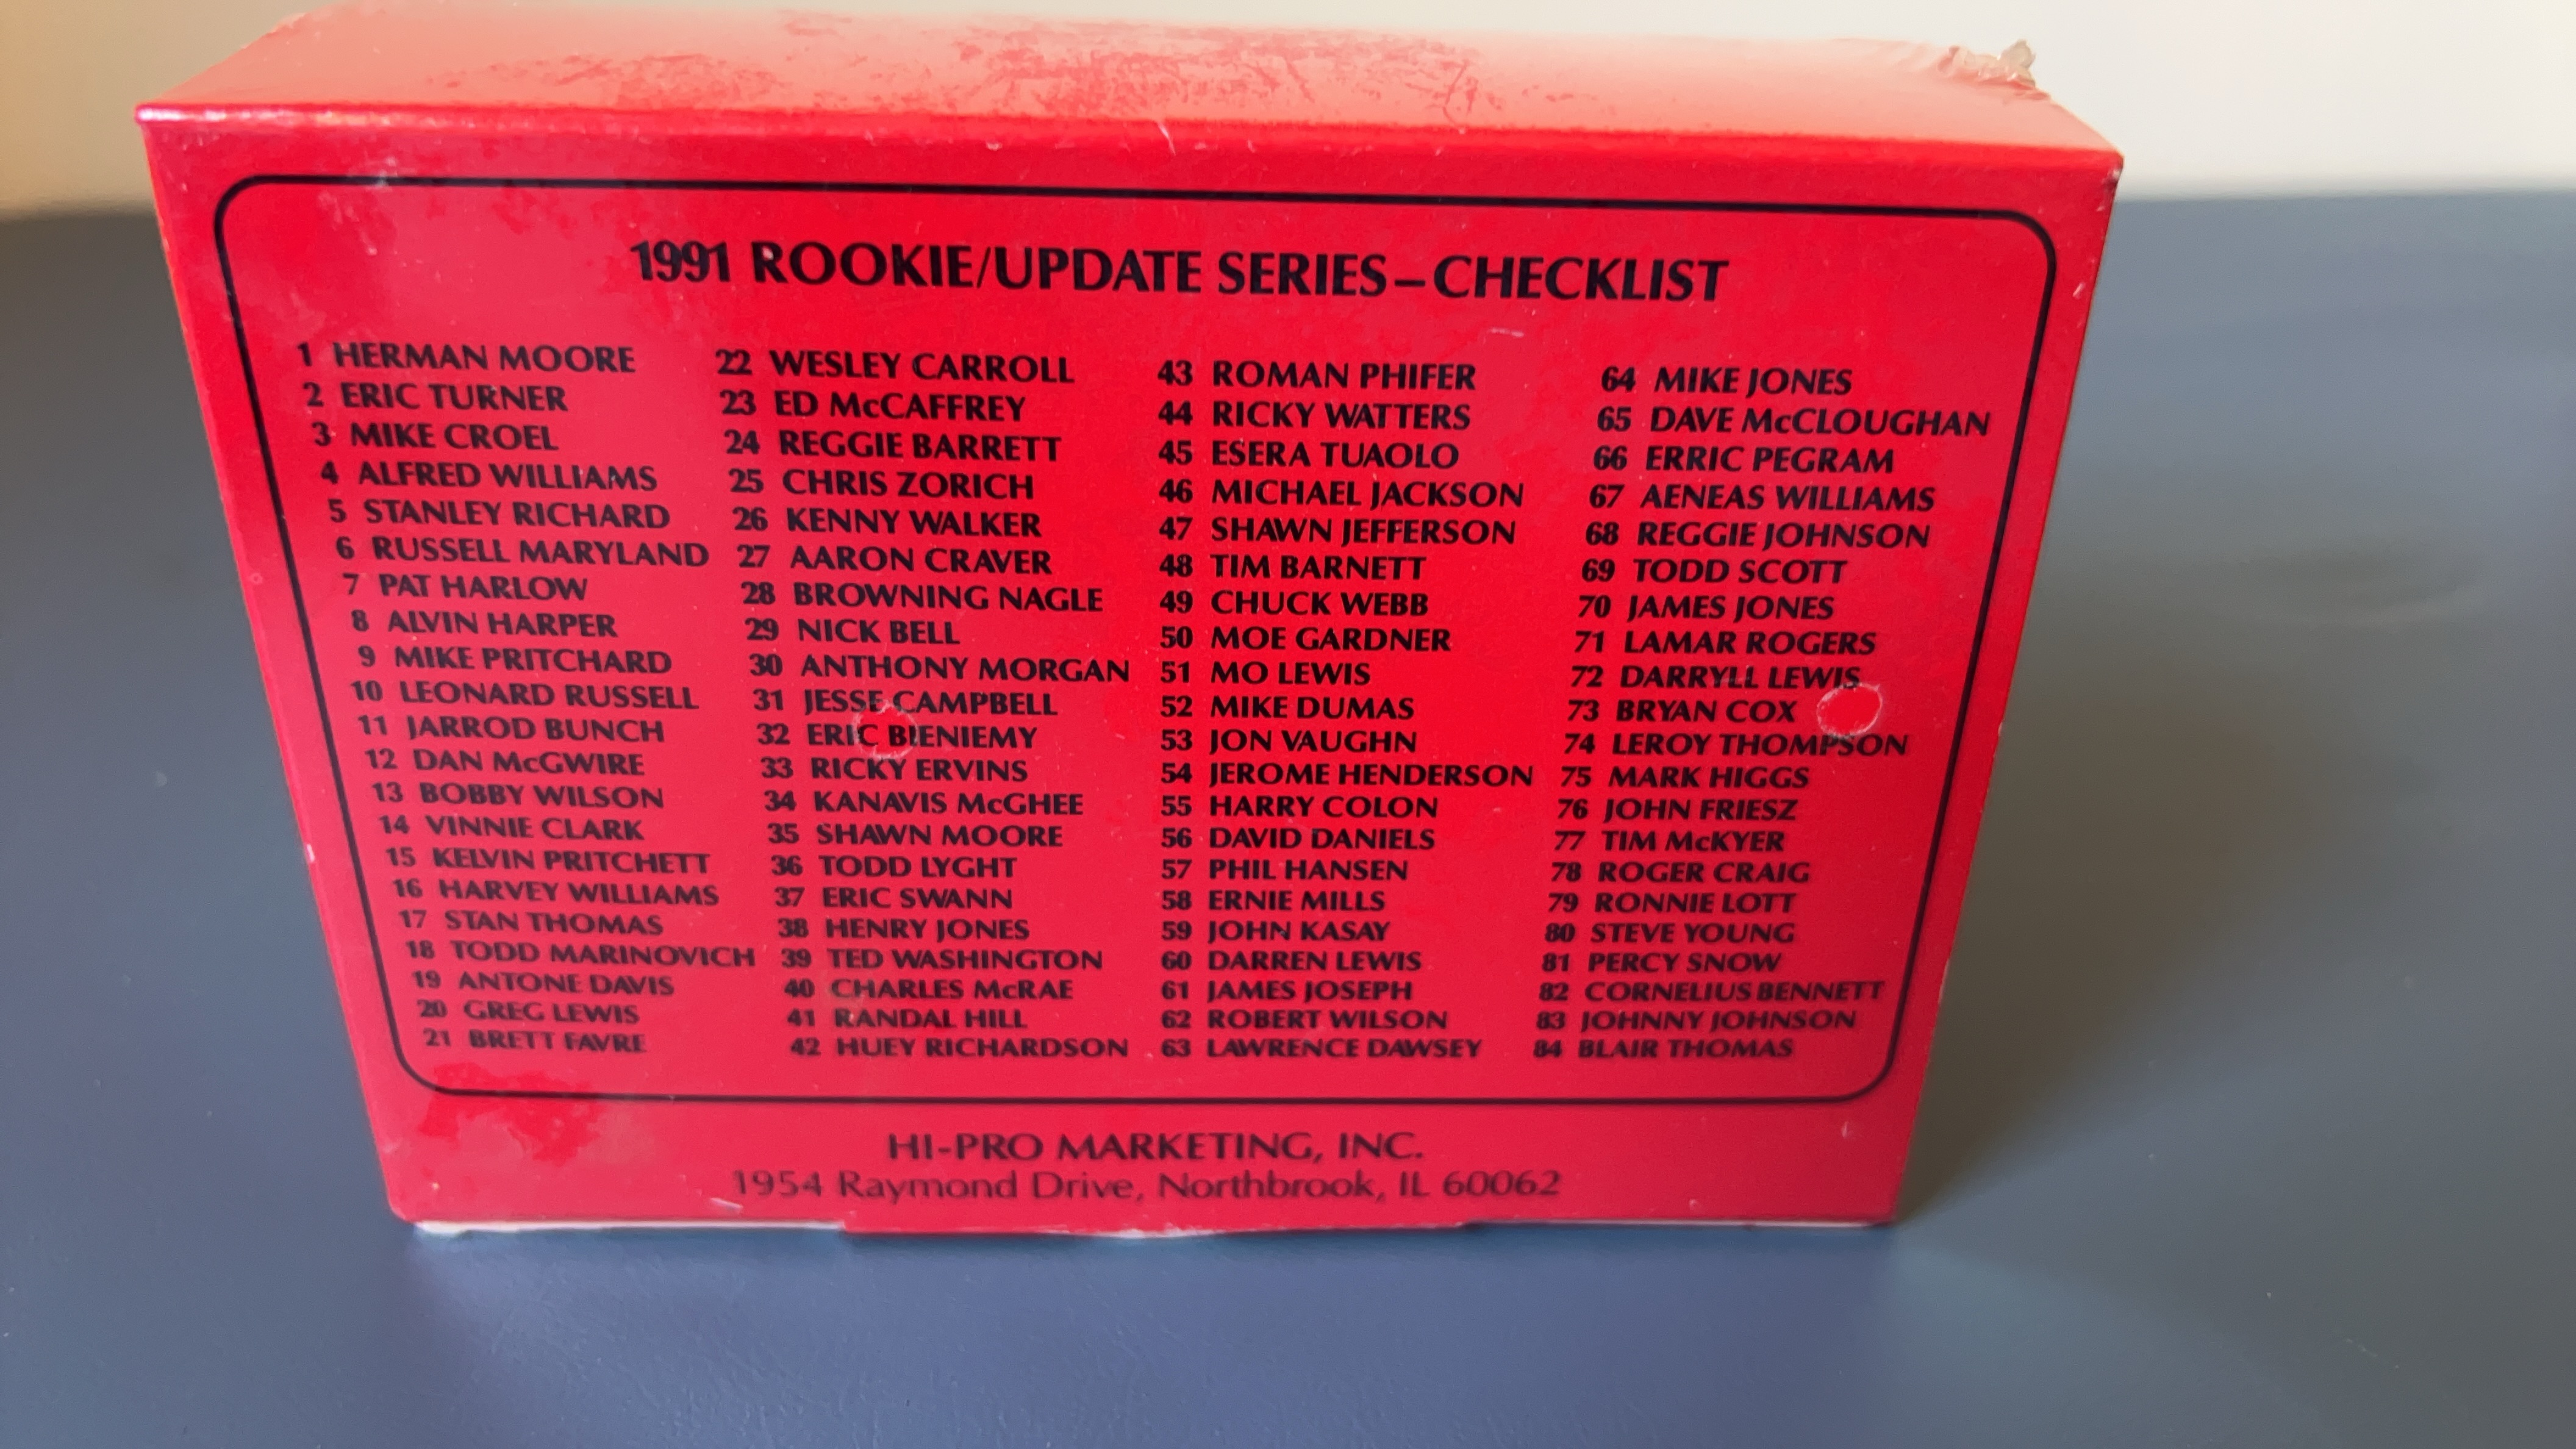 1991 ROOKIE/UPDATE SERIES–CHECKLIST
1 HERMAN MOORE
2 ERIC TURNER
3 MIKE CROEL
4 ALFRED WILLIAMS
5 STANLEY RICHARD
6 RUSSELL MARYLAND
7 PAT HARLOW
8 ALVIN HARPER
9 MIKE PRITCHARD
10 LEONARD RUSSELL
11 JARROD BUNCH
12 DAN McGWIRE
13 BOBBY WILSON
14 VINNIE CLARK
15 KELVIN PRITCHETT
16 HARVEY WILLIAMS
17 STAN THOMAS
18 TODD MARINOVICH
19 ANTONE DAVIS
20 GREG LEWIS
21 BRETT FAVRE
22 WESLEY CARROLL
23 ED McCAFFREY
24 REGGIE BARRETT
25 CHRIS ZORICH
26 KENNY WALKER
27 AARON CRAVER
28 BROWNING NAGLE
29 NICK BELL
30 ANTHONY MORGAN
31 JESSE CAMPBELL
32 ERIC BIENIEMY
33 RICKY ERVINS
34 KANAVIS McGHEE
35 SHAWN MOORE
36 TODD LYGHT
37 ERIC SWANN
38 HENRY JONES
39 TED WASHINGTON
40 CHARLES McRAE
41 RANDAL HILL
42 HUEY RICHARDSON
43 ROMAN PHIFER
44 RICKY WATTERS
45 ESERA TUAOLO
46 MICHAEL JACKSON
47 SHAWN JEFFERSON
48 TIM BARNETT
49 CHUCK WEBB
50 MOE GARDNER
51 MO LEWIS
52 MIKE DUMAS
53 JON VAUGHN
54 JEROME HENDERSON
55 HARRY COLON
56 DAVID DANIELS
57 PHIL HANSEN
58 ERNIE MILLS
59 JOHN KASAY
60 DARREN LEWIS
61 JAMES JOSEPH
62 ROBERT WILSON
63 LAWRENCE DAWSEY
64 MIKE JONES
65 DAVE McCLOUGHAN
66 ERRIC PEGRAM
67 AENEAS WILLIAMS
68 REGGIE JOHNSON
69 TODD SCOTT
70 JAMES JONES
71 LAMAR ROGERS
72 DARRYLL LEWIS
73 BRYAN COX
74 LEROY THOMPSON
75 MARK HIGGS
76 JOHN FRIESZ
77 TIM McKYER
78 ROGER CRAIG
79 RONNIE LOTT
80 STEVE YOUNG
81 PERCY SNOW
82 CORNELIUS BENNETT
83 JOHNNY JOHNSON
84 BLAIR THOMAS
HI-PRO MARKETING, INC.
1954 Raymond Drive, Northbrook, IL 60062